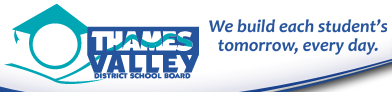 THAMES
VALLEY
DISTRICT SCHOOL BOARD
We build each student's
tomorrow, every day.